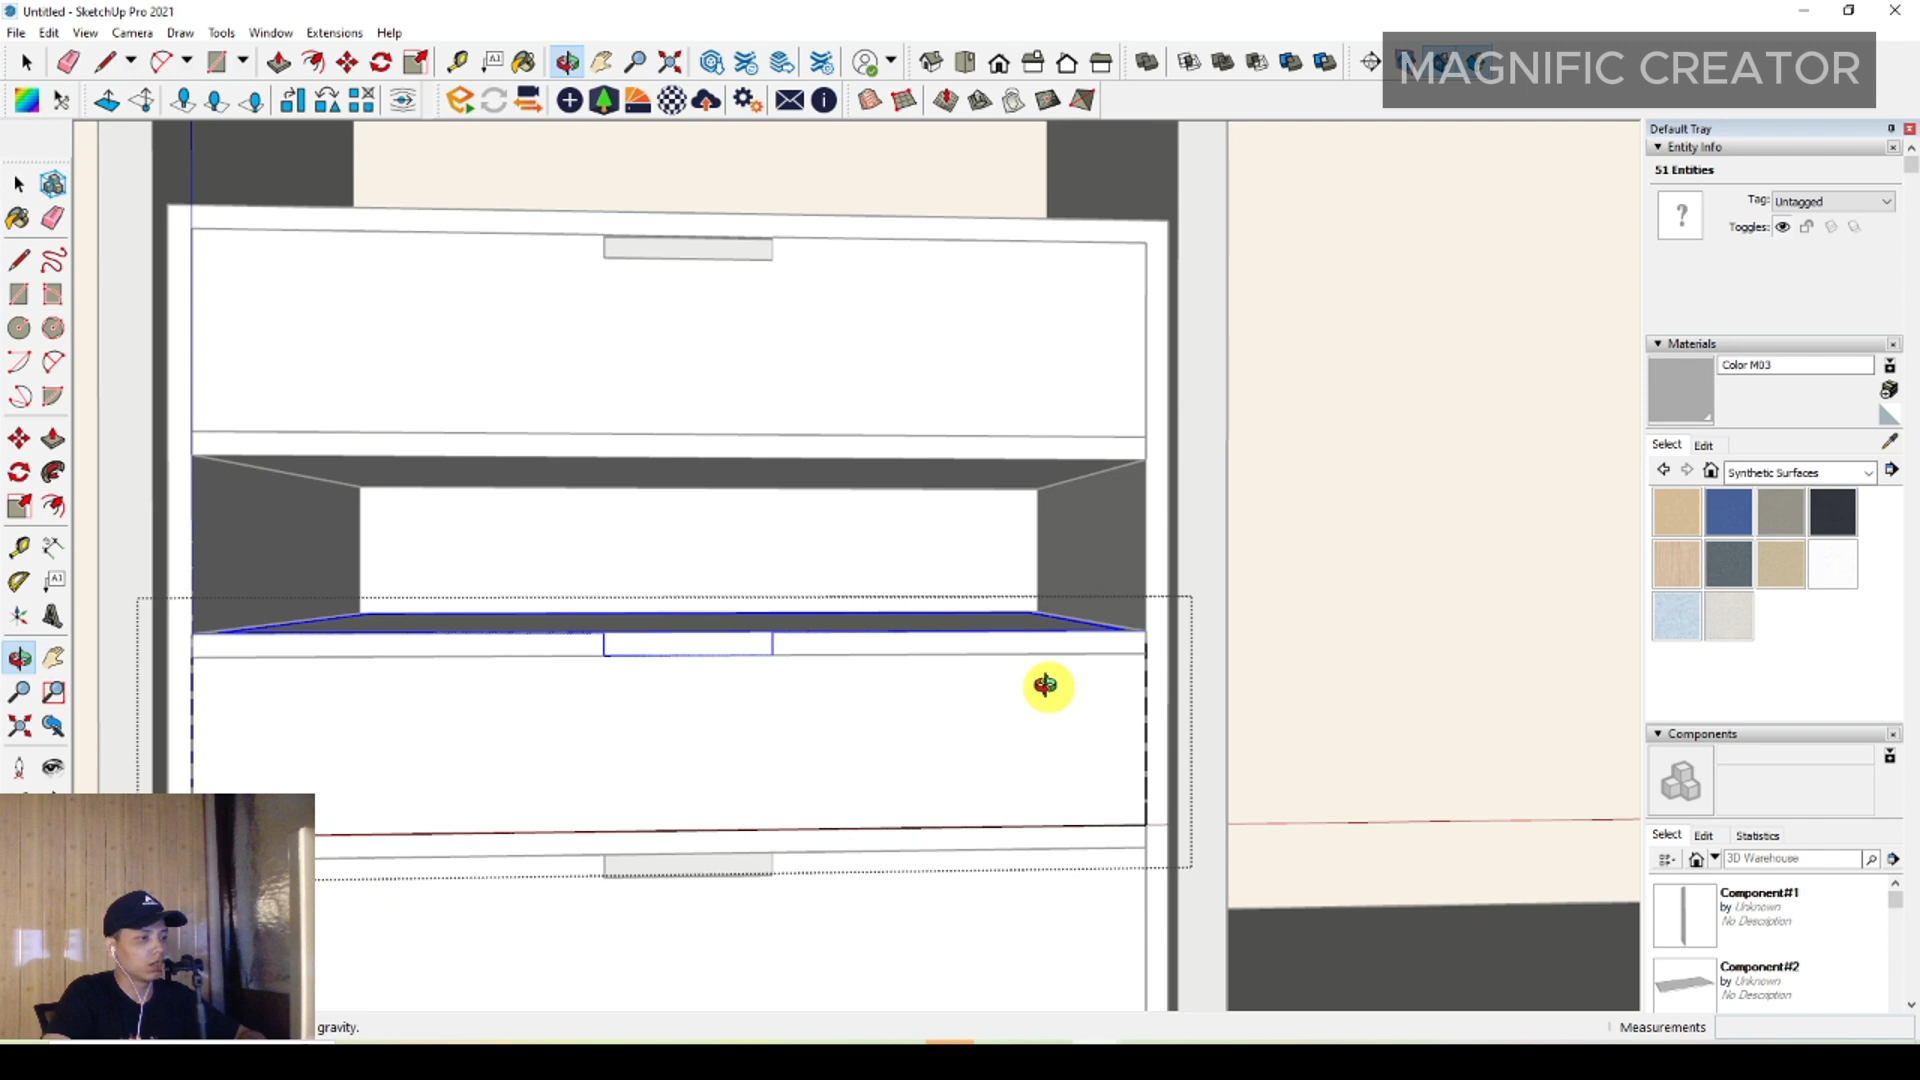 Untitled - SketchUp Pro 2021
File Edit View Camera Draw Tools Window Extensions Help
MAGNIFIC CREATOR
Default Tray
Entity Info
51 Entities
Tag: Untagged
Toggles:
Materials
Color M03
Select Edit
Synthetic Surfaces
Components
Select Edit Statistics
3D Warehouse
Component#1
by Unknown
No Description
Component#2
by Unknown
No Description
gravity.
Measurements